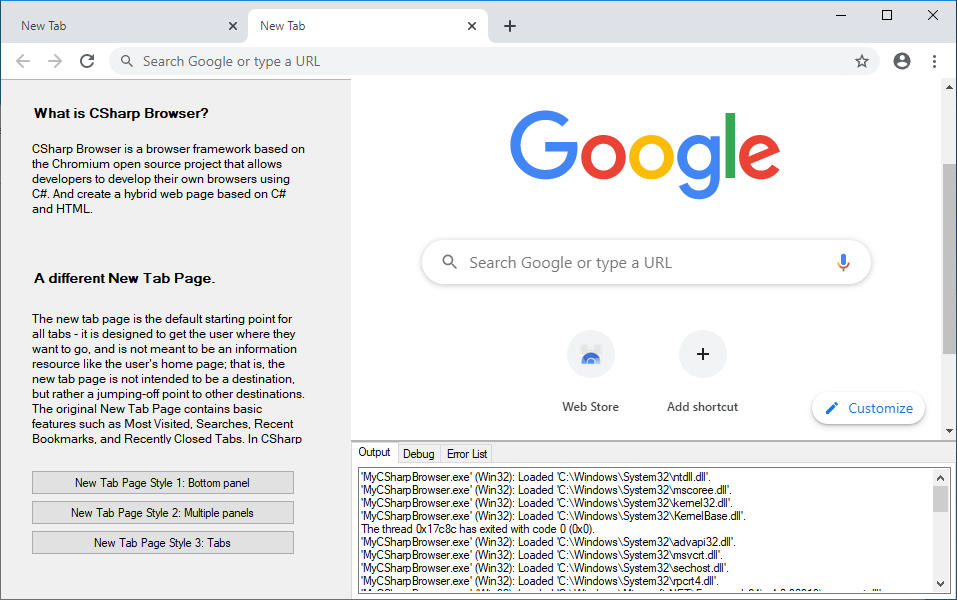 New Tab
New Tab
Search Google or type a URL
What is CSharp Browser?
CSharp Browser is a browser framework based on
the Chromium open source project that allows
developers to develop their own browsers using
C#. And create a hybrid web page based on C#
and HTML.
A different New Tab Page.
The new tab page is the default starting point for
all tabs - it is designed to get the user where they
want to go, and is not meant to be an information
resource like the user's home page; that is, the
new tab page is not intended to be a destination,
but rather a jumping-off point to other destinations.
The original New Tab Page contains basic
features such as Most Visited, Searches, Recent
Bookmarks, and Recently Closed Tabs. In CSharp
New Tab Page Style 1: Bottom panel
New Tab Page Style 2: Multiple panels
New Tab Page Style 3: Tabs
Google
Search Google or type a URL
Web Store
Add shortcut
Customize
Output Debug Error List
'MyCSharpBrowser.exe' (Win32): Loaded 'C:\Windows\System32\ntdll.dll'.
'MyCSharpBrowser.exe' (Win32): Loaded 'C:\Windows\System32\mscoree.dll'.
'MyCSharpBrowser.exe' (Win32): Loaded 'C:\Windows\System32\kernel32.dll'.
'MyCSharpBrowser.exe' (Win32): Loaded 'C:\Windows\System32\KernelBase.dll'.
The thread 0x17c8c has exited with code 0 (0x0).
'MyCSharpBrowser.exe' (Win32): Loaded 'C:\Windows\System32\advapi32.dll'.
'MyCSharpBrowser.exe' (Win32): Loaded 'C:\Windows\System32\msvcrt.dll'.
'MyCSharpBrowser.exe' (Win32): Loaded 'C:\Windows\System32\sechost.dll'.
'MyCSharpBrowser.exe' (Win32): Loaded 'C:\Windows\System32\rpcrt4.dll'.